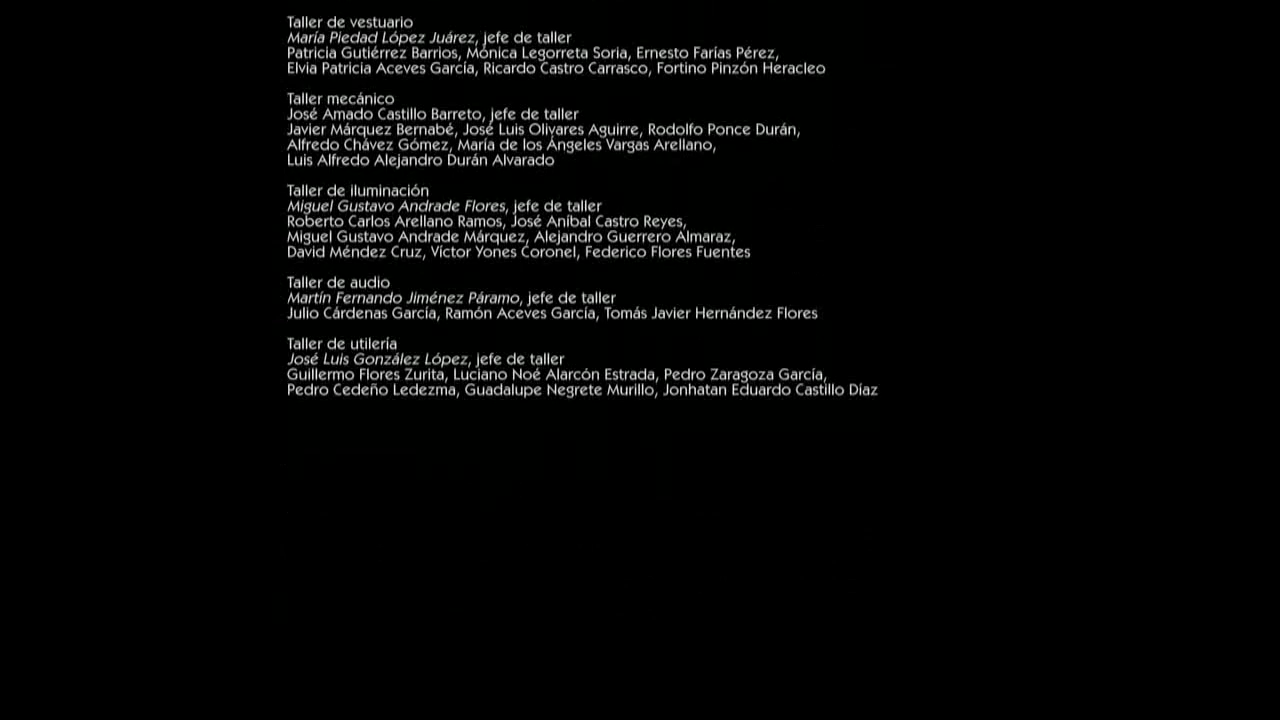 Taller de vestuario
María Piedad López Juárez, jefe de taller
Patricia Gutiérrez Barrios, Mónica Legorreta Soria, Ernesto Farías Pérez,
Elvia Patricia Aceves García, Ricardo Castro Carrasco, Fortino Pinzón Heracleo
Taller mecánico
José Amado Castillo Barreto, jefe de taller
Javier Márquez Bernabé, José Luis Olivares Aguirre, Rodolfo Ponce Durán,
Alfredo Chávez Gómez, María de los Ángeles Vargas Arellano,
Luis Alfredo Alejandro Durán Alvarado
Taller de iluminación
Miguel Gustavo Andrade Flores, jefe de taller
Roberto Carlos Arellano Ramos, José Aníbal Castro Reyes,
Miguel Gustavo Andrade Márquez, Alejandro Guerrero Almaraz,
David Méndez Cruz, Víctor Yones Coronel, Federico Flores Fuentes
Taller de audio
Martín Fernando Jiménez Páramo, jefe de taller
Julio Cárdenas García, Ramón Aceves García, Tomás Javier Hernández Flores
Taller de utilería
José Luis González López, jefe de taller
Guillermo Flores Zurita, Luciano Noé Alarcón Estrada, Pedro Zaragoza García,
Pedro Cedeño Ledezma, Guadalupe Negrete Murillo, Jonhatan Eduardo Castillo Díaz